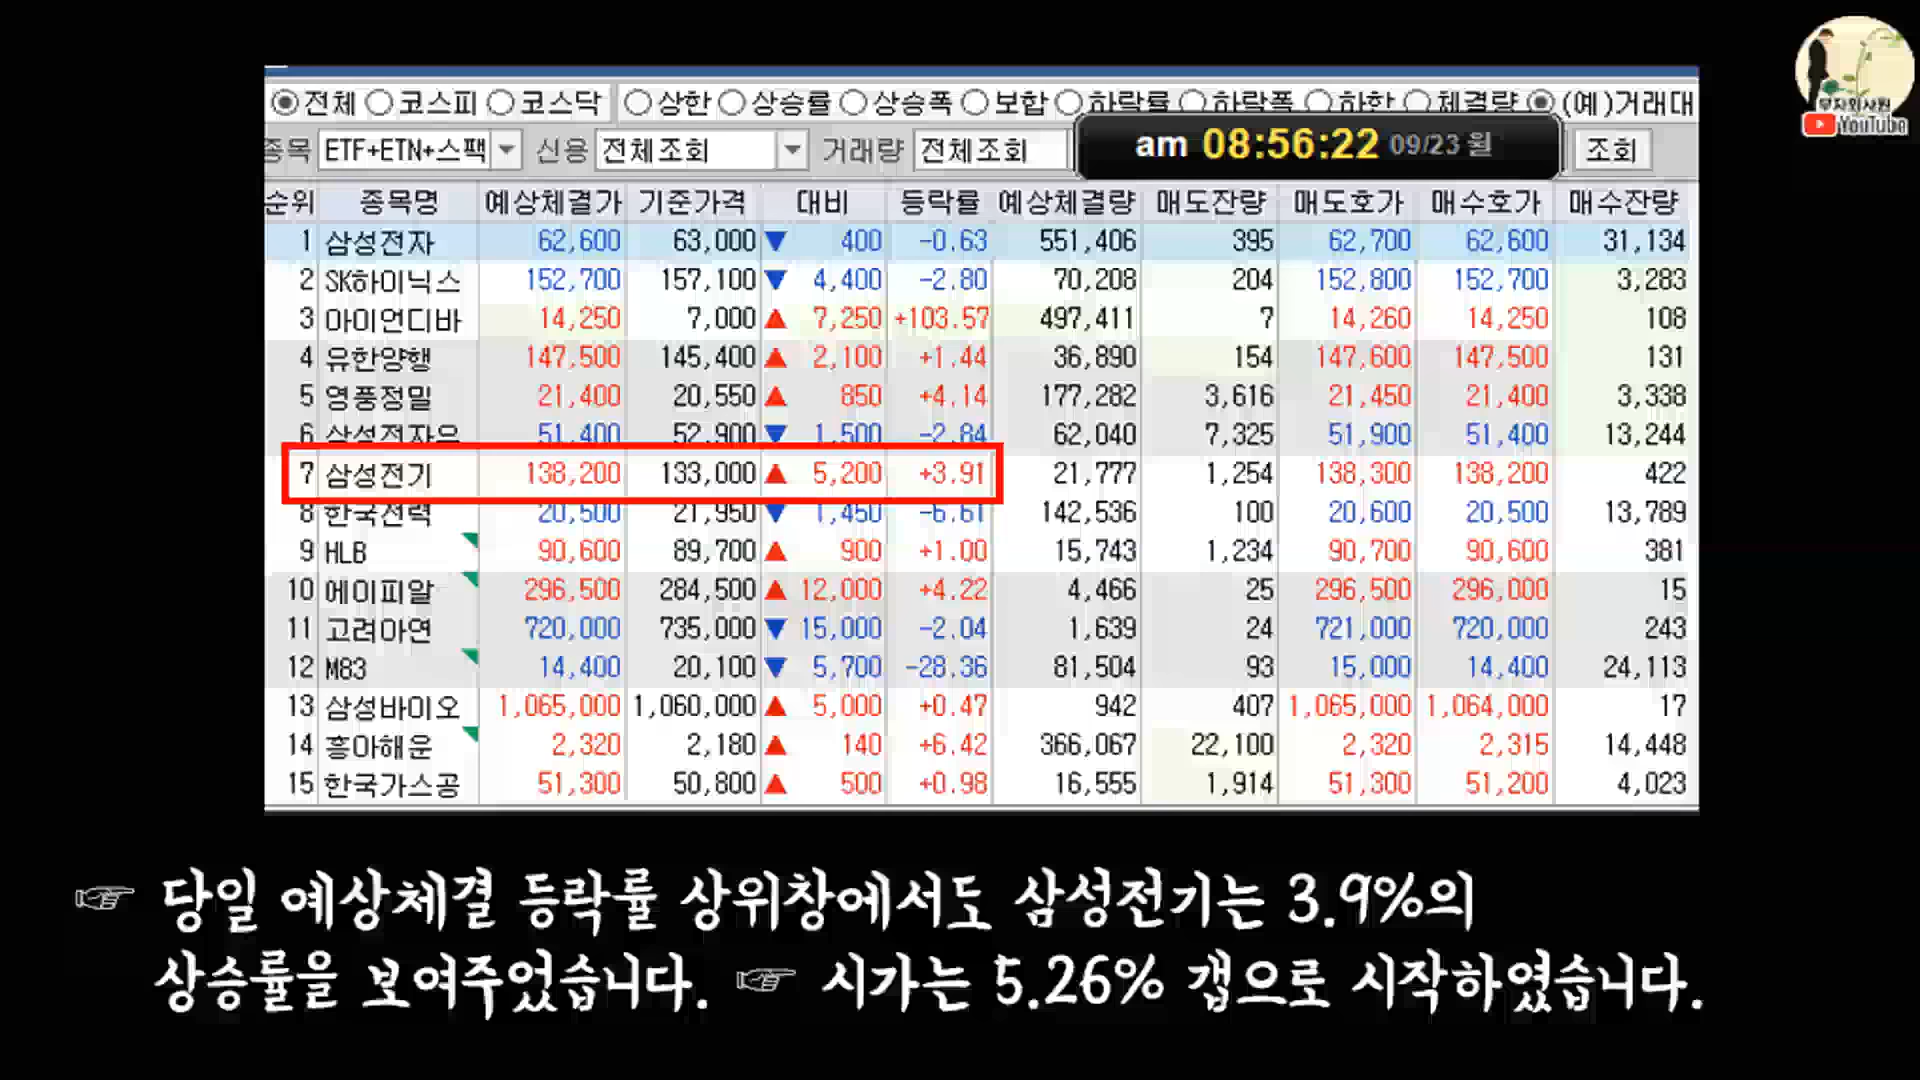 부자회사원
YouTube
전체 코스피 코스닥 상한 상승률 상승폭 보합 하락률 하락폭 하한 체결량 (예)거래대
종목 ETF+ETN+스팩 신용 전체조회 거래량 전체조회 am 08:56:22 09/23 월 조회
순위 종목명 예상체결가 기준가격 대비 등락률 예상체결량 매도잔량 매도호가 매수호가 매수잔량
1 삼성전자 62,600 63,000 ▼ 400 -0.63 551,406 395 62,700 62,600 31,134
2 SK하이닉스 152,700 157,100 ▼ 4,400 -2.80 70,208 204 152,800 152,700 3,283
3 아이언디바 14,250 7,000 ▲ 7,250 +103.57 497,411 7 14,260 14,250 108
4 유한양행 147,500 145,400 ▲ 2,100 +1.44 36,890 154 147,600 147,500 131
5 영풍정밀 21,400 20,550 ▲ 850 +4.14 177,282 3,616 21,450 21,400 3,338
6 삼성전자우 51,400 52,900 ▼ 1,500 -2.84 62,040 7,325 51,900 51,400 13,244
7 삼성전기 138,200 133,000 ▲ 5,200 +3.91 21,777 1,254 138,300 138,200 422
8 한국전력 20,500 21,950 ▼ 1,450 -6.61 142,536 100 20,600 20,500 13,789
9 HLB 90,600 89,700 ▲ 900 +1.00 15,743 1,234 90,700 90,600 381
10 에이피알 296,500 284,500 ▲ 12,000 +4.22 4,466 25 296,500 296,000 15
11 고려아연 720,000 735,000 ▼ 15,000 -2.04 1,639 24 721,000 720,000 243
12 M83 14,400 20,100 ▼ 5,700 -28.36 81,504 93 15,000 14,400 24,113
13 삼성바이오 1,065,000 1,060,000 ▲ 5,000 +0.47 942 407 1,065,000 1,064,000 17
14 흥아해운 2,320 2,180 ▲ 140 +6.42 366,067 22,100 2,320 2,315 14,448
15 한국가스공 51,300 50,800 ▲ 500 +0.98 16,555 1,914 51,300 51,200 4,023
☞ 당일 예상체결 등락률 상위창에서도 삼성전기는 3.9%의
상승률을 보여주었습니다. ☞ 시가는 5.26% 갭으로 시작하였습니다.